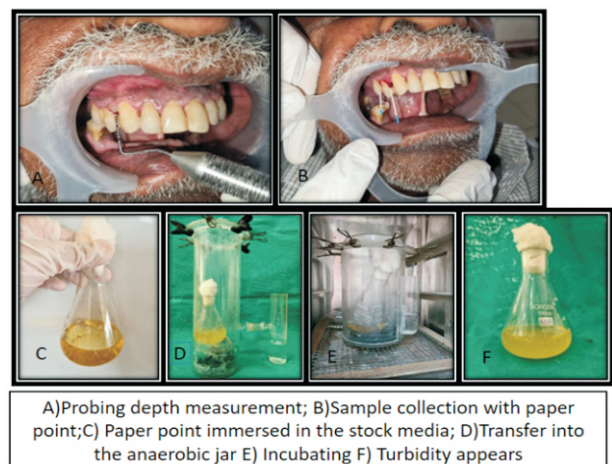 A
B
C
D
E
F
A)Probing depth measurement; B)Sample collection with paper
point;C) Paper point immersed in the stock media; D)Transfer into
the anaerobic jar E) Incubating F) Turbidity appears